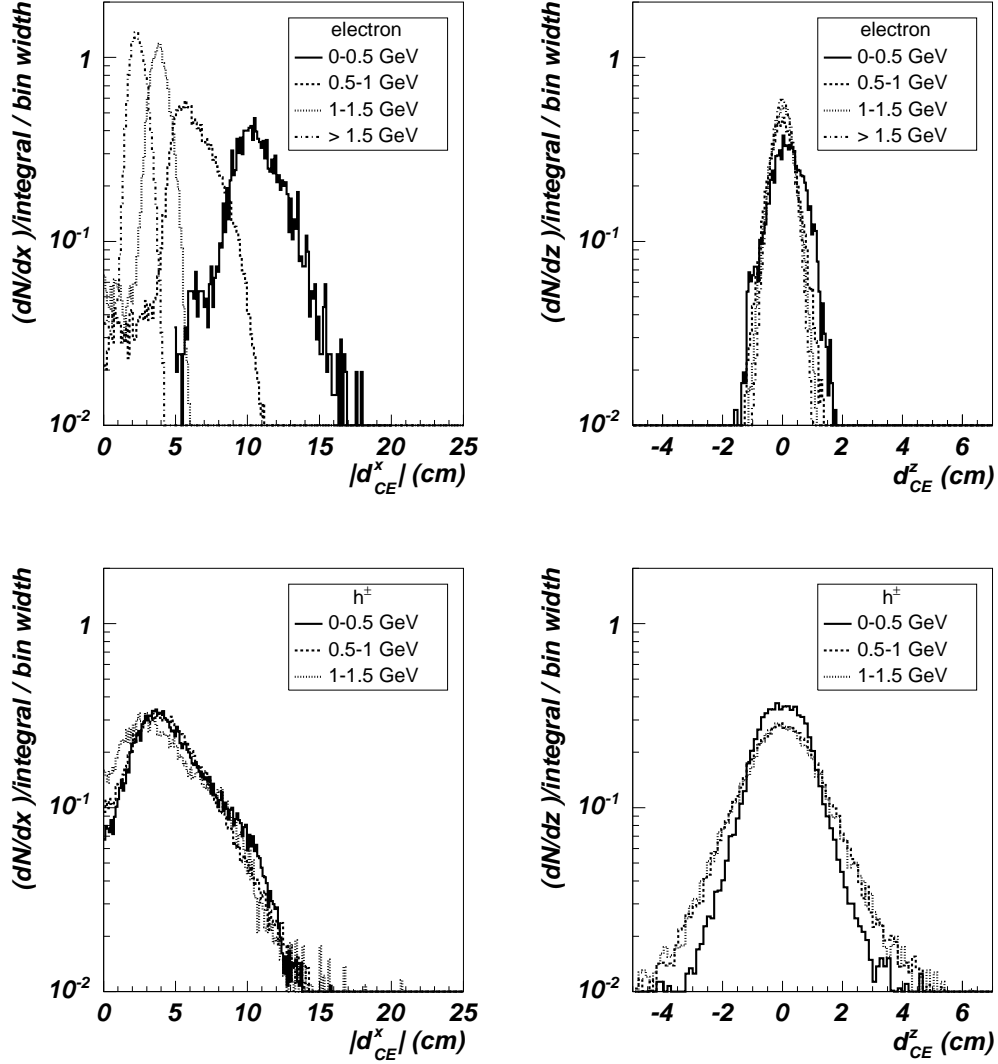 (dN/dx )/integral / bin width
1
10⁻¹
10⁻²
electron
0-0.5 GeV
0.5-1 GeV
1-1.5 GeV
> 1.5 GeV
0 5 10 15 20 25
|d^x_CE| (cm)
(dN/dz )/integral / bin width
1
10⁻¹
10⁻²
electron
0-0.5 GeV
0.5-1 GeV
1-1.5 GeV
> 1.5 GeV
-4 -2 0 2 4 6
d^z_CE (cm)
(dN/dx )/integral / bin width
1
10⁻¹
10⁻²
h^±
0-0.5 GeV
0.5-1 GeV
1-1.5 GeV
0 5 10 15 20 25
|d^x_CE| (cm)
(dN/dz )/integral / bin width
1
10⁻¹
10⁻²
h^±
0-0.5 GeV
0.5-1 GeV
1-1.5 GeV
-4 -2 0 2 4 6
d^z_CE (cm)